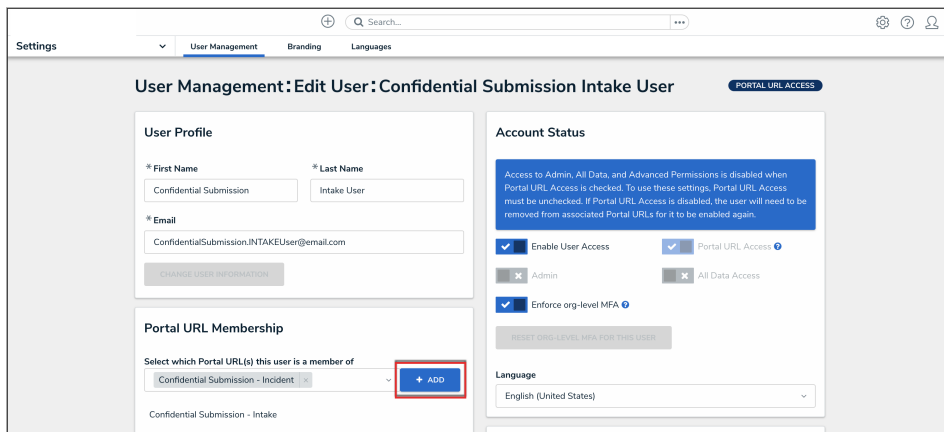 Search...
Settings
User Management
Branding
Languages
User Management: Edit User: Confidential Submission Intake User
PORTAL URL ACCESS
User Profile
* First Name
* Last Name
Confidential Submission
Intake User
* Email
ConfidentialSubmission.INTAKEUser@email.com
CHANGE USER INFORMATION
Portal URL Membership
Select which Portal URL(s) this user is a member of
Confidential Submission - Incident ×
+ ADD
Confidential Submission - Intake
Account Status
Access to Admin, All Data, and Advanced Permissions is disabled when
Portal URL Access is checked. To use these settings, Portal URL Access
must be unchecked. If Portal URL Access is disabled, the user will need to be
removed from associated Portal URLs for it to be enabled again.
Enable User Access
Portal URL Access ?
Admin
All Data Access
Enforce org-level MFA ?
RESET ORG-LEVEL MFA FOR THIS USER
Language
English (United States)